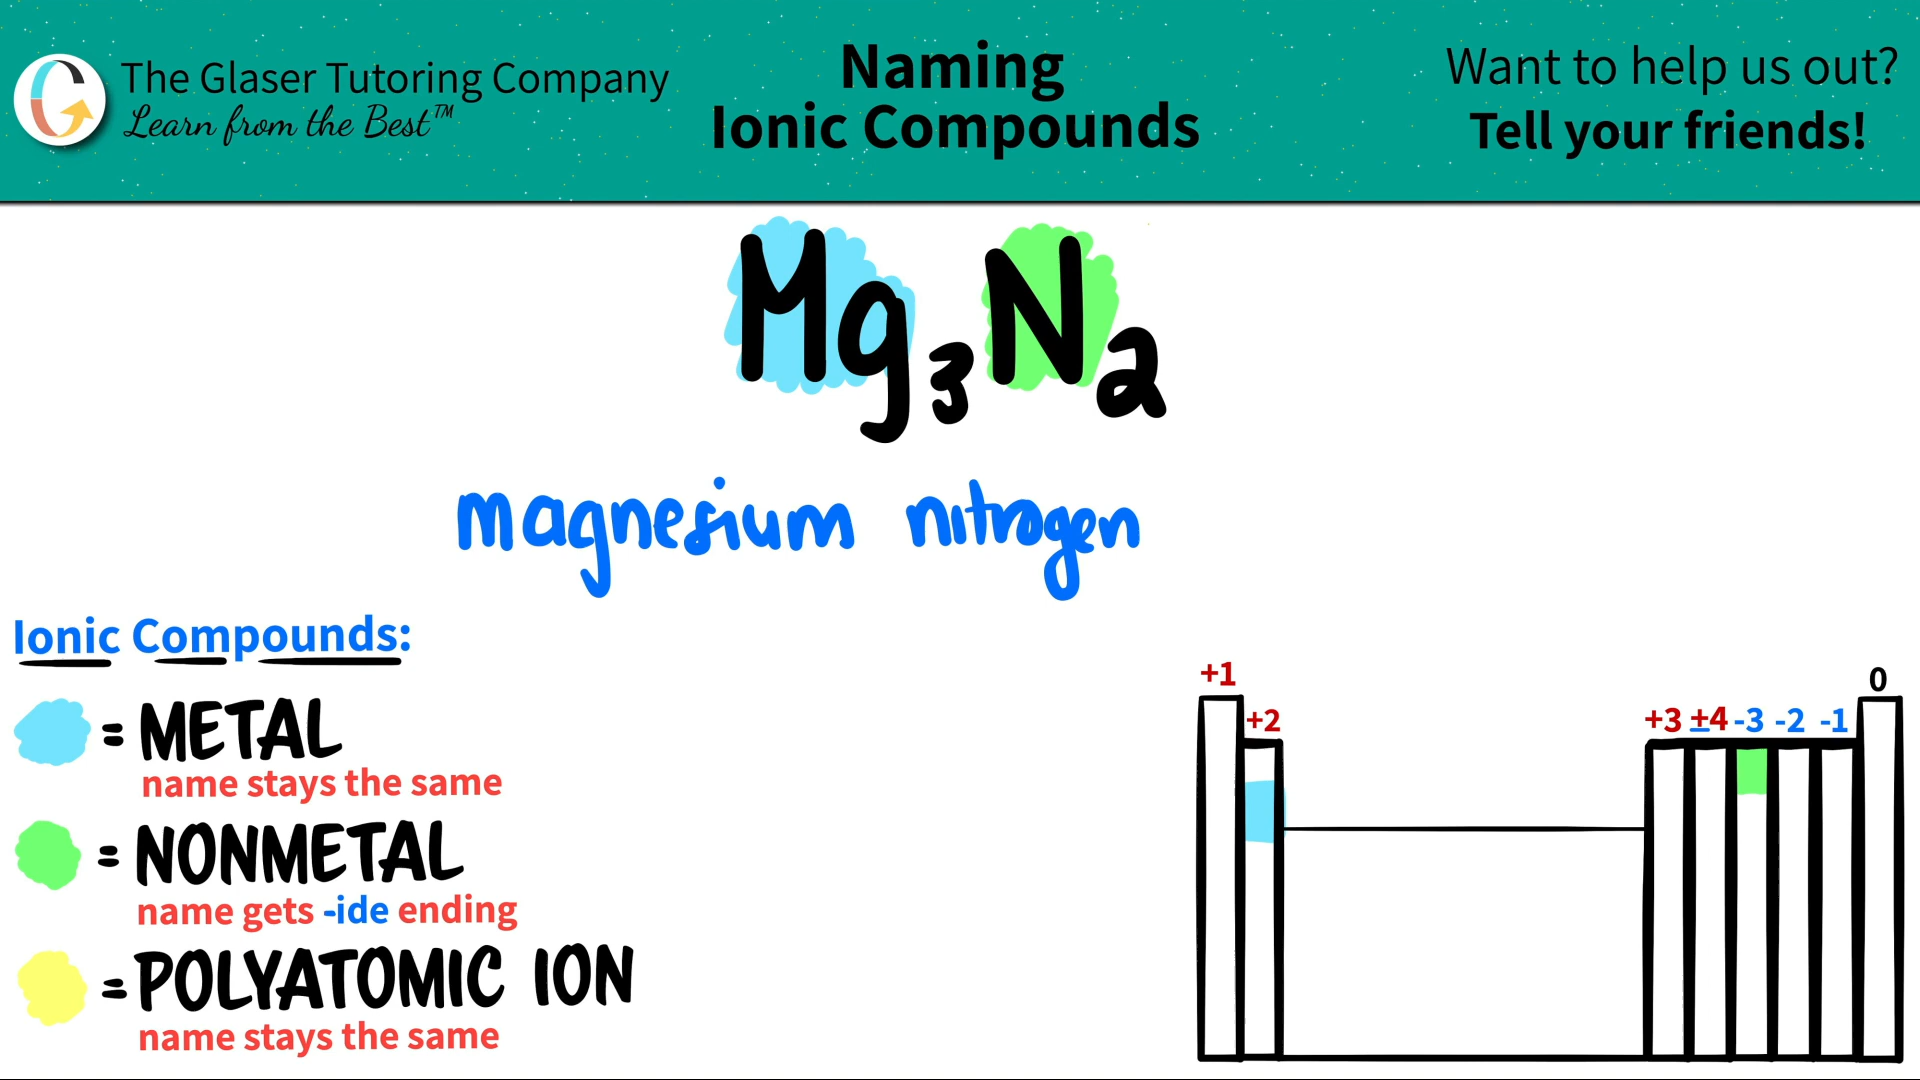 The Glaser Tutoring Company
Learn from the Best™
Naming
Ionic Compounds
Want to help us out?
Tell your friends!
Mg₃N₂
magnesium nitrogen
Ionic Compounds:
= METAL
name stays the same
= NONMETAL
name gets -ide ending
= POLYATOMIC ION
name stays the same
+1
0
+2
+3 ±4 -3 -2 -1